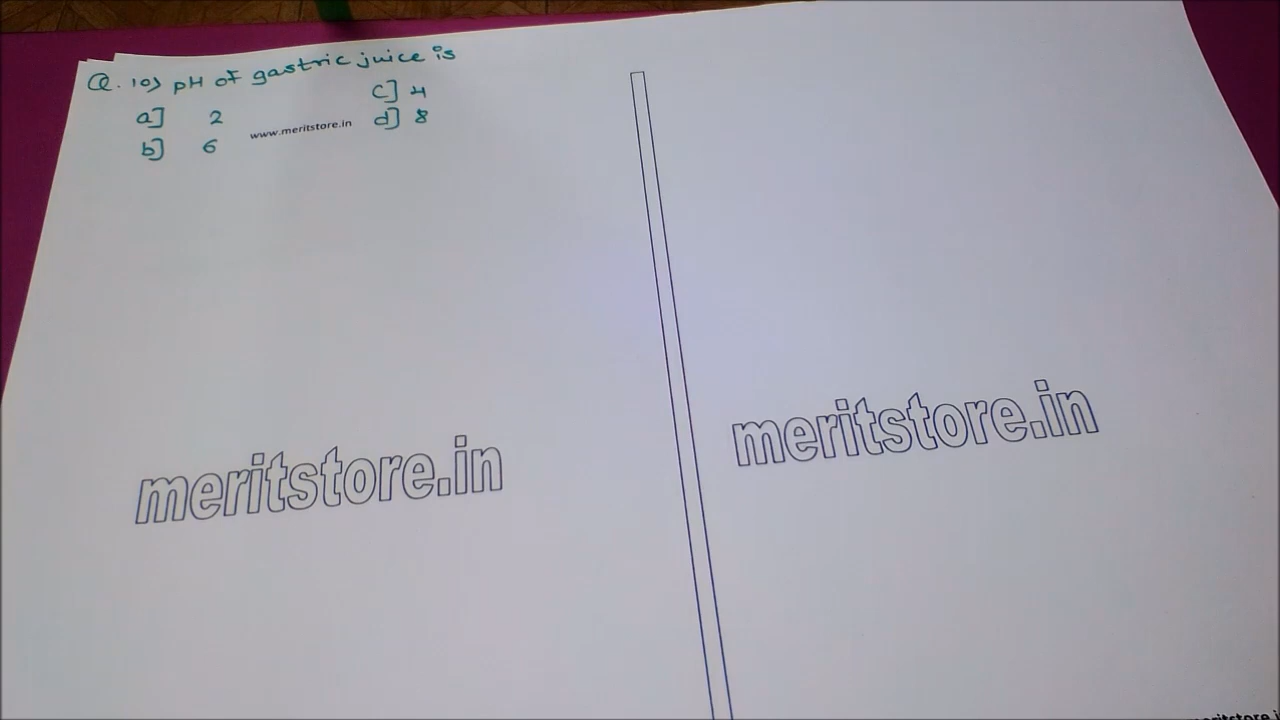 Q. 10) pH of gastric juice is
a] 2
b] 6
c] 4
d] 8
www.meritstore.in
meritstore.in
meritstore.in